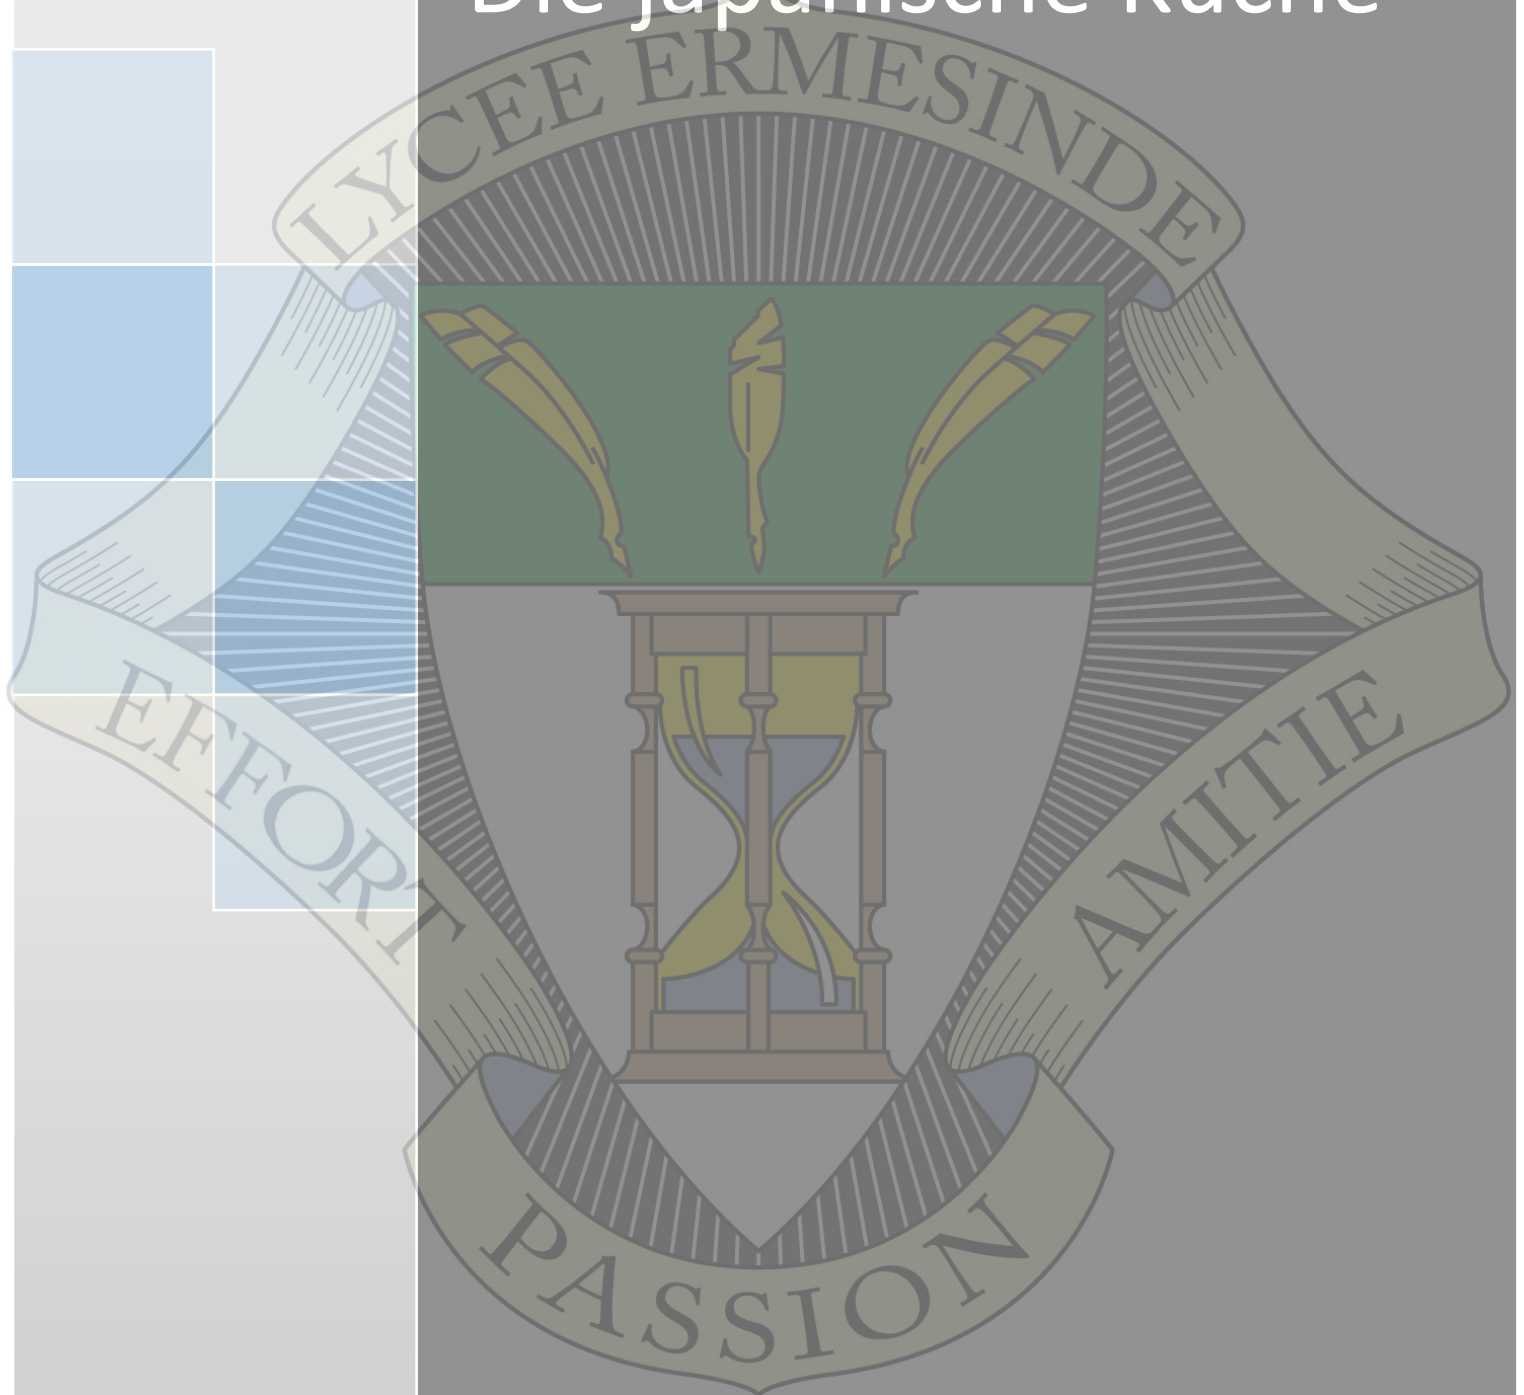 Die japanische Küche
LYCEE ERMESINDE
EFFORT
AMITIE
PASSION